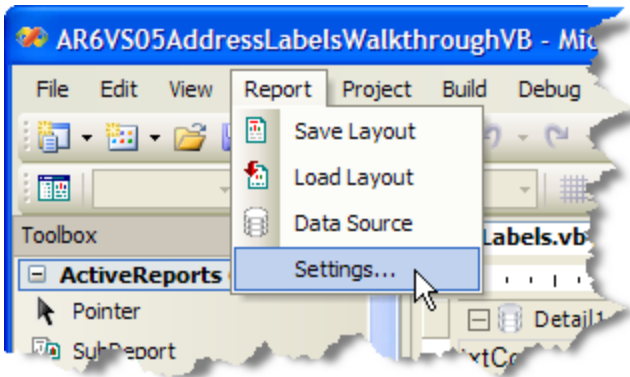 AR6VS05AddressLabelsWalkthroughVB - Mic
File Edit View Report Project Build Debug
Save Layout
Load Layout
Data Source
Settings...
Toolbox
Labels.vb
ActiveReports
Pointer
Detail1
SubReport